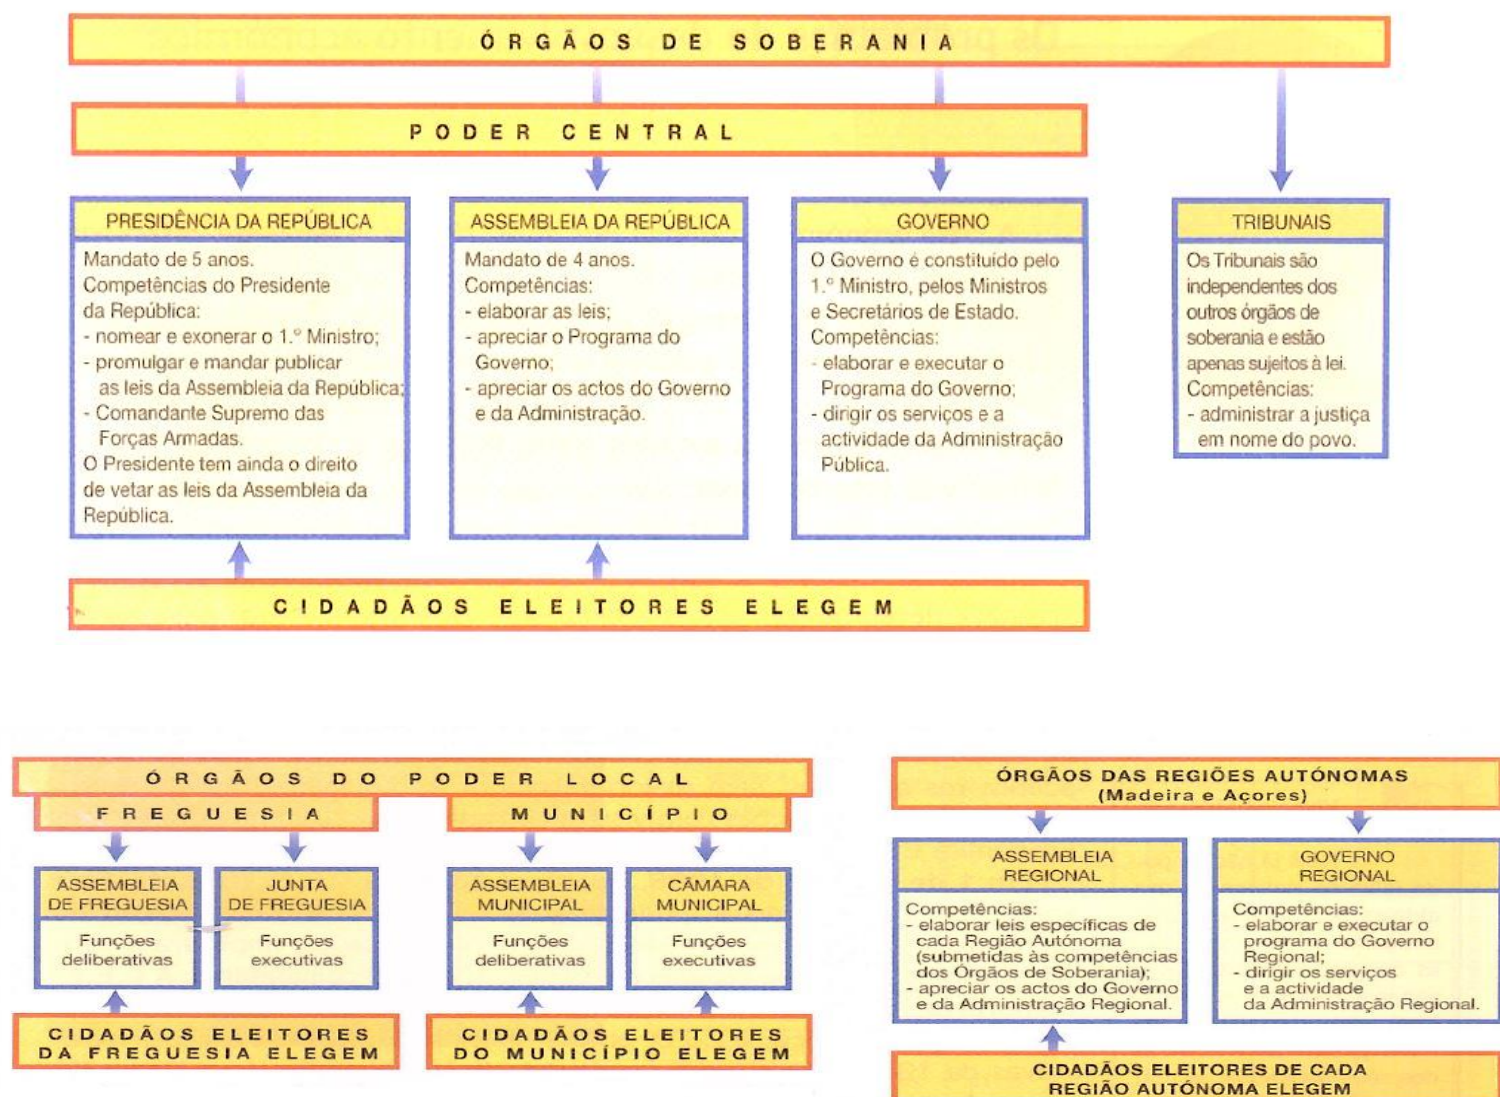 ÓRGÃOS DE SOBERANIA
PODER CENTRAL
PRESIDÊNCIA DA REPÚBLICA
Mandato de 5 anos.
Competências do Presidente
da República:
- nomear e exonerar o 1.º Ministro;
- promulgar e mandar publicar
as leis da Assembleia da República;
- Comandante Supremo das
Forças Armadas.
O Presidente tem ainda o direito
de vetar as leis da Assembleia da
República.
ASSEMBLEIA DA REPÚBLICA
Mandato de 4 anos.
Competências:
- elaborar as leis;
- apreciar o Programa do
Governo;
- apreciar os actos do Governo
e da Administração.
GOVERNO
O Governo é constituído pelo
1.º Ministro, pelos Ministros
e Secretários de Estado.
Competências:
- elaborar e executar o
Programa do Governo;
- dirigir os serviços e a
actividade da Administração
Pública.
TRIBUNAIS
Os Tribunais são
independentes dos
outros órgãos de
soberania e estão
apenas sujeitos à lei.
Competências:
- administrar a justiça
em nome do povo.
CIDADÃOS ELEITORES ELEGEM
ÓRGÃOS DO PODER LOCAL
FREGUESIA
MUNICÍPIO
ASSEMBLEIA
DE FREGUESIA
Funções
deliberativas
JUNTA
DE FREGUESIA
Funções
executivas
ASSEMBLEIA
MUNICIPAL
Funções
deliberativas
CÂMARA
MUNICIPAL
Funções
executivas
CIDADÃOS ELEITORES
DA FREGUESIA ELEGEM
CIDADÃOS ELEITORES
DO MUNICÍPIO ELEGEM
ÓRGÃOS DAS REGIÕES AUTÓNOMAS
(Madeira e Açores)
ASSEMBLEIA
REGIONAL
Competências:
- elaborar leis específicas de
cada Região Autónoma
(submetidas às competências
dos Órgãos de Soberania);
- apreciar os actos do Governo
e da Administração Regional.
GOVERNO
REGIONAL
Competências:
- elaborar e executar o
programa do Governo
Regional;
- dirigir os serviços
e a actividade
da Administração Regional.
CIDADÃOS ELEITORES DE CADA
REGIÃO AUTÓNOMA ELEGEM